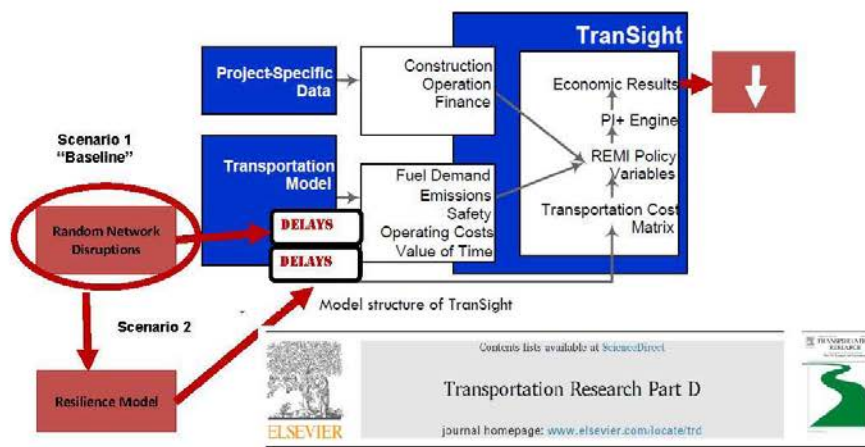 TranSight
Project-Specific
Data
Construction
Operation
Finance
Economic Results
PI+ Engine
REMI Policy
Variables
Transportation Cost
Matrix
Scenario 1
"Baseline"
Transportation
Model
Fuel Demand
Emissions
Safety
Operating Costs
Value of Time
Random Network
Disruptions
DELAYS
DELAYS
Model structure of TranSight
Scenario 2
Resilience Model
ELSEVIER
Contents lists available at ScienceDirect
Transportation Research Part D
journal homepage: www.elsevier.com/locate/trd
TRANSPORTATION
RESEARCH